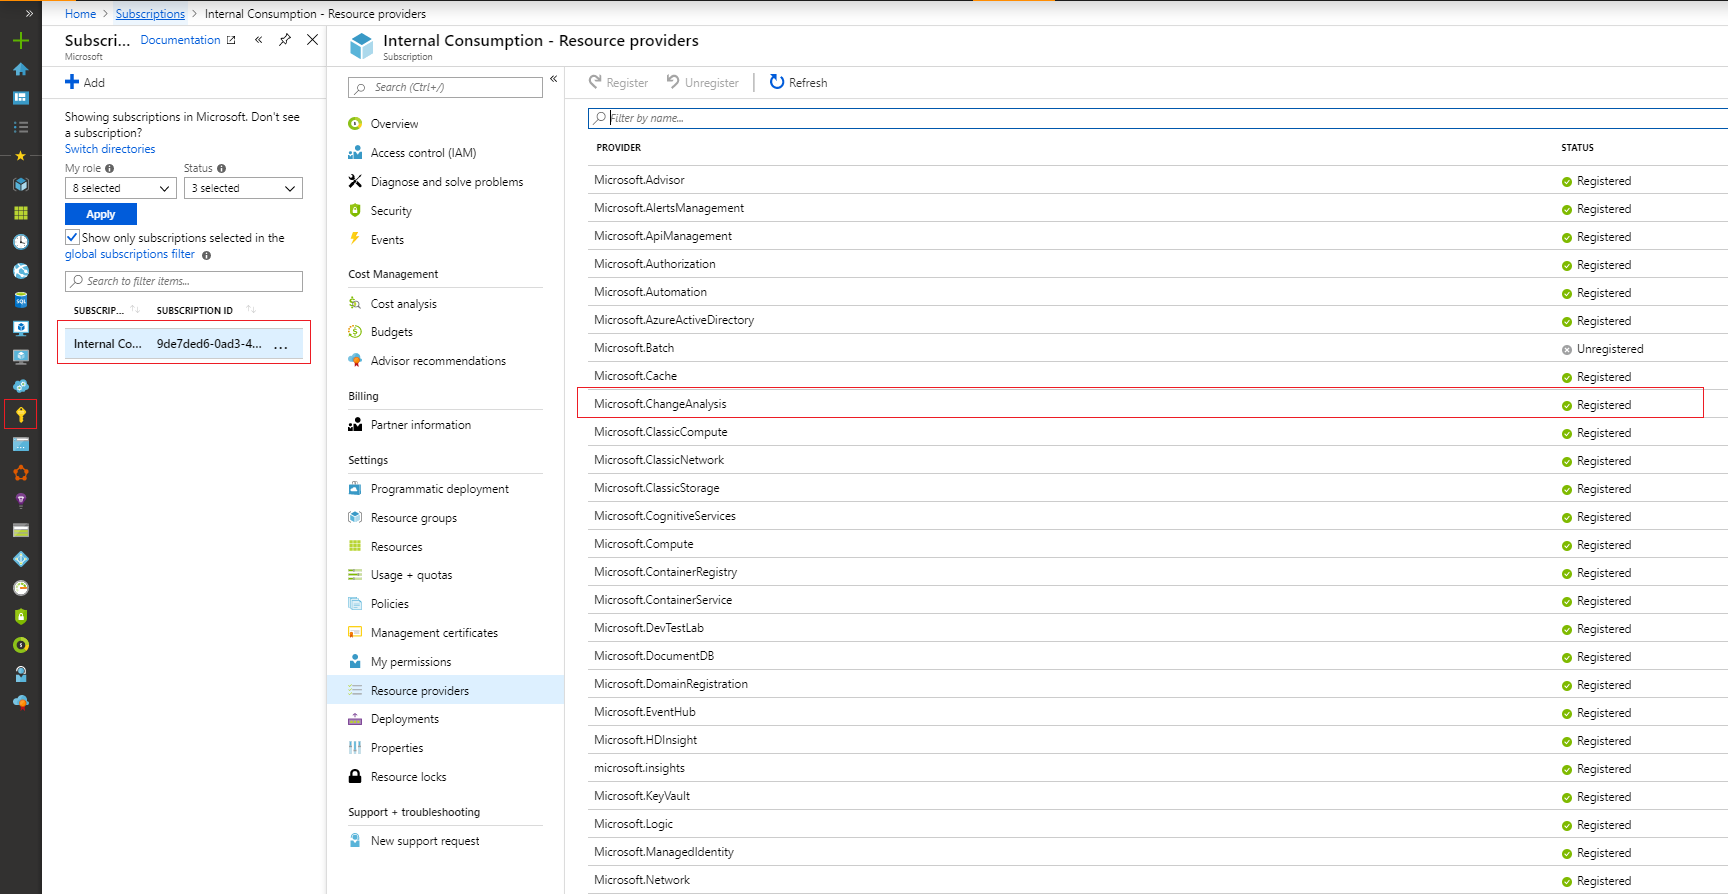 Home > Subscriptions > Internal Consumption - Resource providers
Subscri... Documentation
Microsoft
Add
Showing subscriptions in Microsoft. Don't see
a subscription?
Switch directories
My role Status
8 selected 3 selected
Apply
Show only subscriptions selected in the
global subscriptions filter
Search to filter items...
SUBSCRIP... SUBSCRIPTION ID
Internal Co... 9de7ded6-0ad3-4... ...
Internal Consumption - Resource providers
Subscription
Search (Ctrl+/)
Overview
Access control (IAM)
Diagnose and solve problems
Security
Events
Cost Management
Cost analysis
Budgets
Advisor recommendations
Billing
Partner information
Settings
Programmatic deployment
Resource groups
Resources
Usage + quotas
Policies
Management certificates
My permissions
Resource providers
Deployments
Properties
Resource locks
Support + troubleshooting
New support request
Register Unregister Refresh
Filter by name...
PROVIDER STATUS
Microsoft.Advisor Registered
Microsoft.AlertsManagement Registered
Microsoft.ApiManagement Registered
Microsoft.Authorization Registered
Microsoft.Automation Registered
Microsoft.AzureActiveDirectory Registered
Microsoft.Batch Unregistered
Microsoft.Cache Registered
Microsoft.ChangeAnalysis Registered
Microsoft.ClassicCompute Registered
Microsoft.ClassicNetwork Registered
Microsoft.ClassicStorage Registered
Microsoft.CognitiveServices Registered
Microsoft.Compute Registered
Microsoft.ContainerRegistry Registered
Microsoft.ContainerService Registered
Microsoft.DevTestLab Registered
Microsoft.DocumentDB Registered
Microsoft.DomainRegistration Registered
Microsoft.EventHub Registered
Microsoft.HDInsight Registered
microsoft.insights Registered
Microsoft.KeyVault Registered
Microsoft.Logic Registered
Microsoft.ManagedIdentity Registered
Microsoft.Network Registered